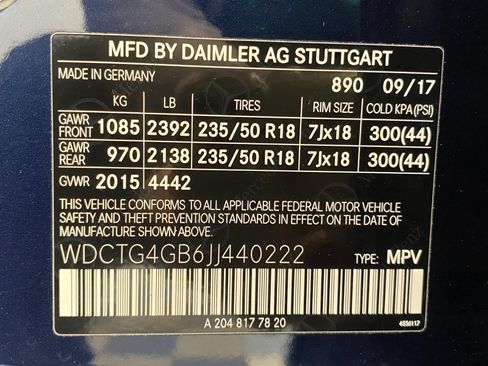 MFD BY DAIMLER AG STUTTGART
MADE IN GERMANY 890 09/17
KG LB TIRES RIM SIZE COLD KPA(PSI)
GAWR FRONT 1085 2392 235/50 R18 7Jx18 300(44)
GAWR REAR 970 2138 235/50 R18 7Jx18 300(44)
GVWR 2015 4442
THIS VEHICLE CONFORMS TO ALL APPLICABLE FEDERAL MOTOR VEHICLE
SAFETY STANDARDS IN EFFECT ON THE DATE OF
MANUFACTURE SHOWN ABOVE.
WDCTG4GB6JJ440222 TYPE: MPV
A 204 817 78 20
4S56117